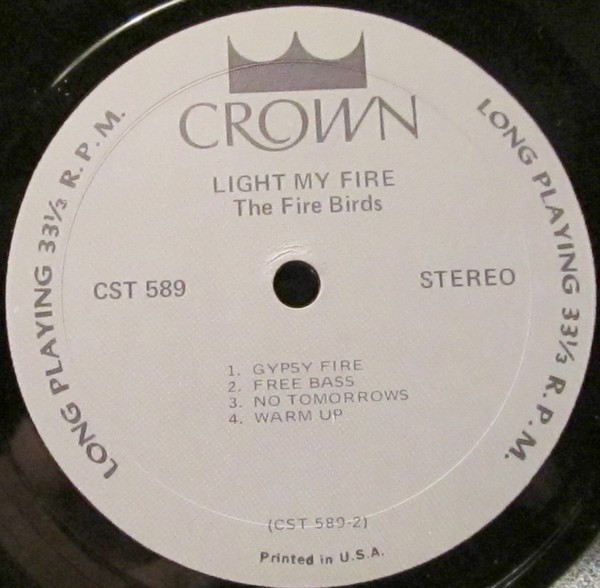 CROWN
LIGHT MY FIRE
The Fire Birds
LONG PLAYING 33⅓ R.P.M.
LONG PLAYING 33⅓ R.P.M.
CST 589
STEREO
1. GYPSY FIRE
2. FREE BASS
3. NO TOMORROWS
4. WARM UP
(CST 589-2)
Printed in U.S.A.